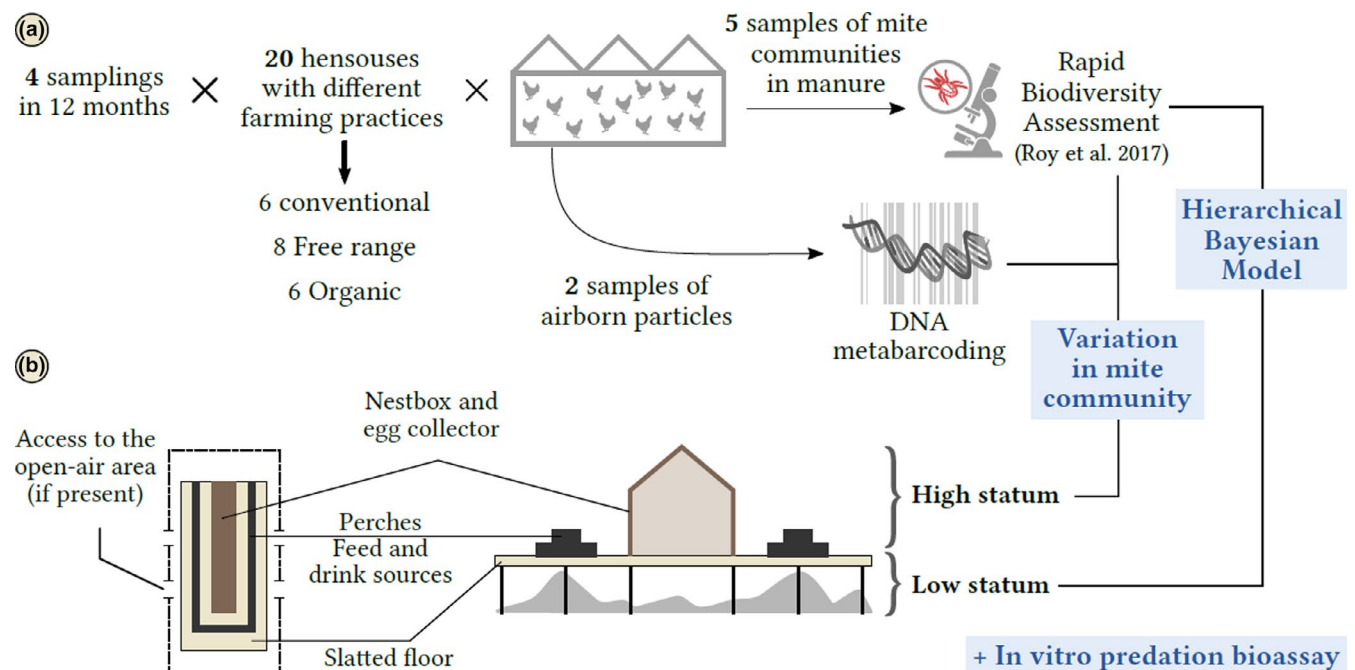 (a)
4 samplings
in 12 months
×
20 hensouses
with different
farming practices
×
6 conventional
8 Free range
6 Organic
5 samples of mite
communities
in manure
2 samples of
airborn particles
Rapid
Biodiversity
Assessment
(Roy et al. 2017)
DNA
metabarcoding
Hierarchical
Bayesian
Model
Variation
in mite
community
(b)
Access to the
open-air area
(if present)
Nestbox and
egg collector
Perches
Feed and
drink sources
Slatted floor
High statum
Low statum
+ In vitro predation bioassay